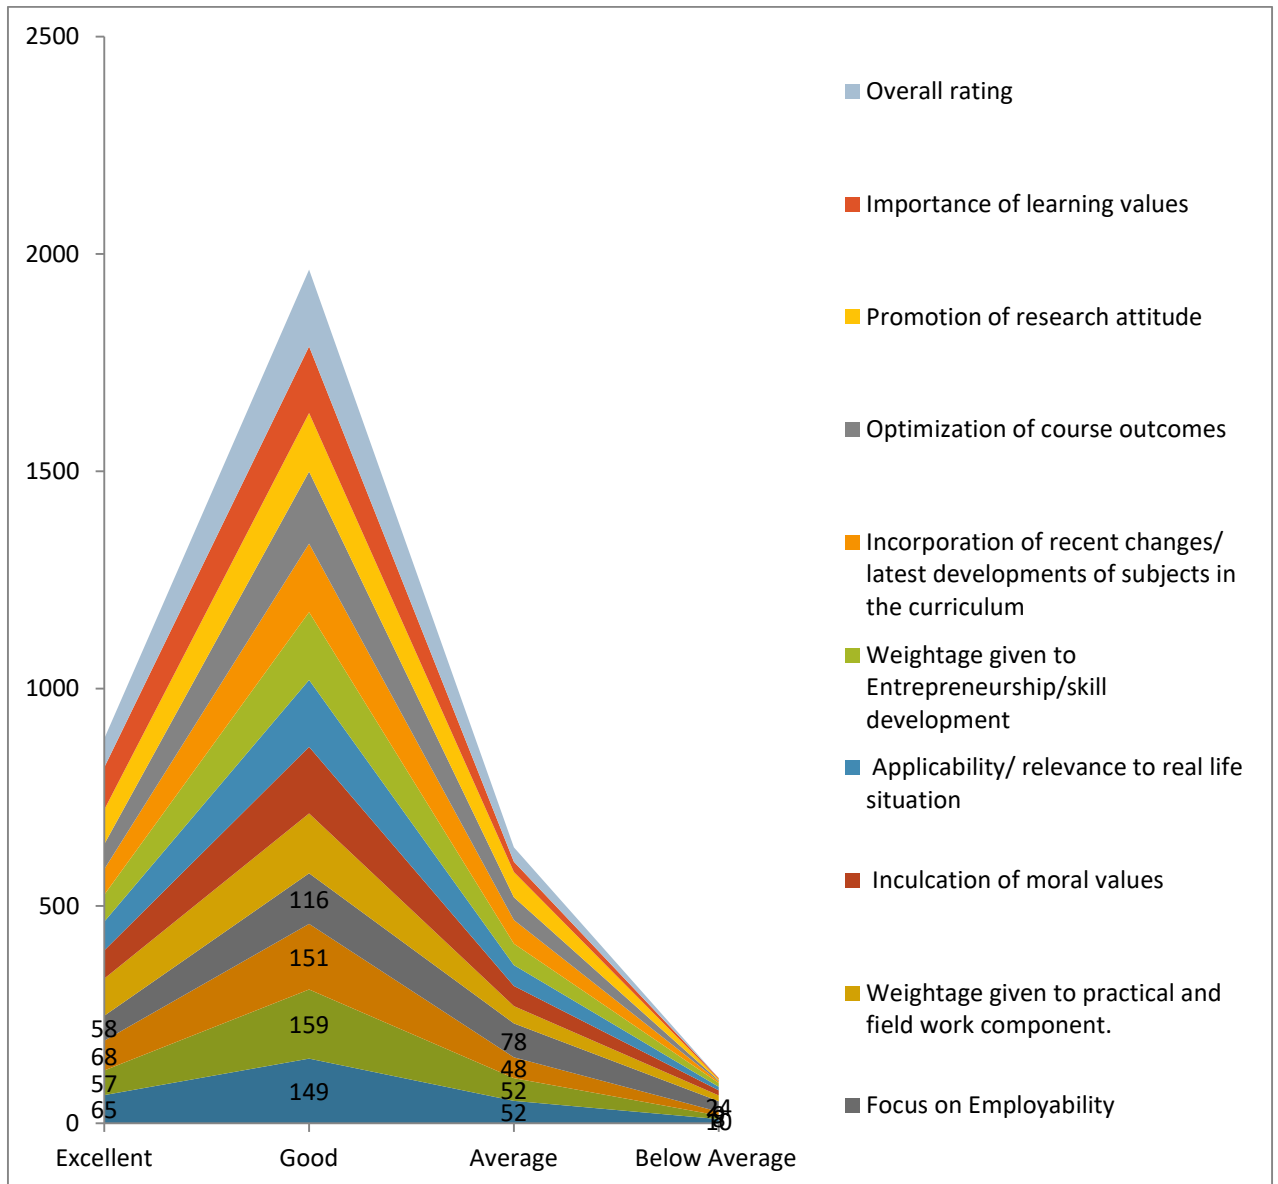 2500
2000
1500
1000
500
0
116
151
159
149
58
68
57
65
78
48
52
52
24
10
Excellent
Good
Average
Below Average
Overall rating
Importance of learning values
Promotion of research attitude
Optimization of course outcomes
Incorporation of recent changes/
latest developments of subjects in
the curriculum
Weightage given to
Entrepreneurship/skill
development
Applicability/ relevance to real life
situation
Inculcation of moral values
Weightage given to practical and
field work component.
Focus on Employability